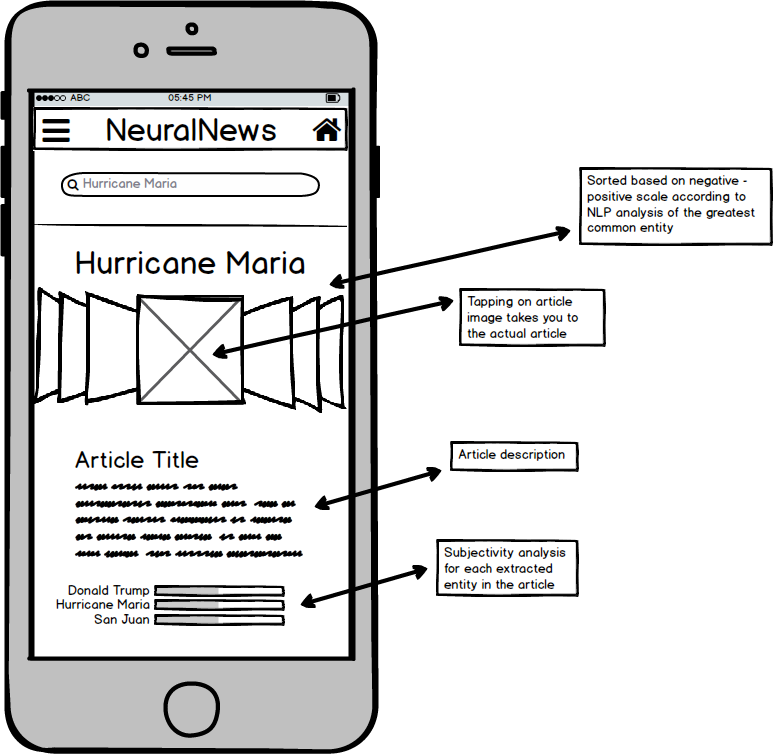 ABC 05:45 PM
NeuralNews
Hurricane Maria
Sorted based on negative -
positive scale according to
NLP analysis of the greatest
common entity
Hurricane Maria
Tapping on article
image takes you to
the actual article
Article Title
Article description
Subjectivity analysis
for each extracted
entity in the article
Donald Trump
Hurricane Maria
San Juan